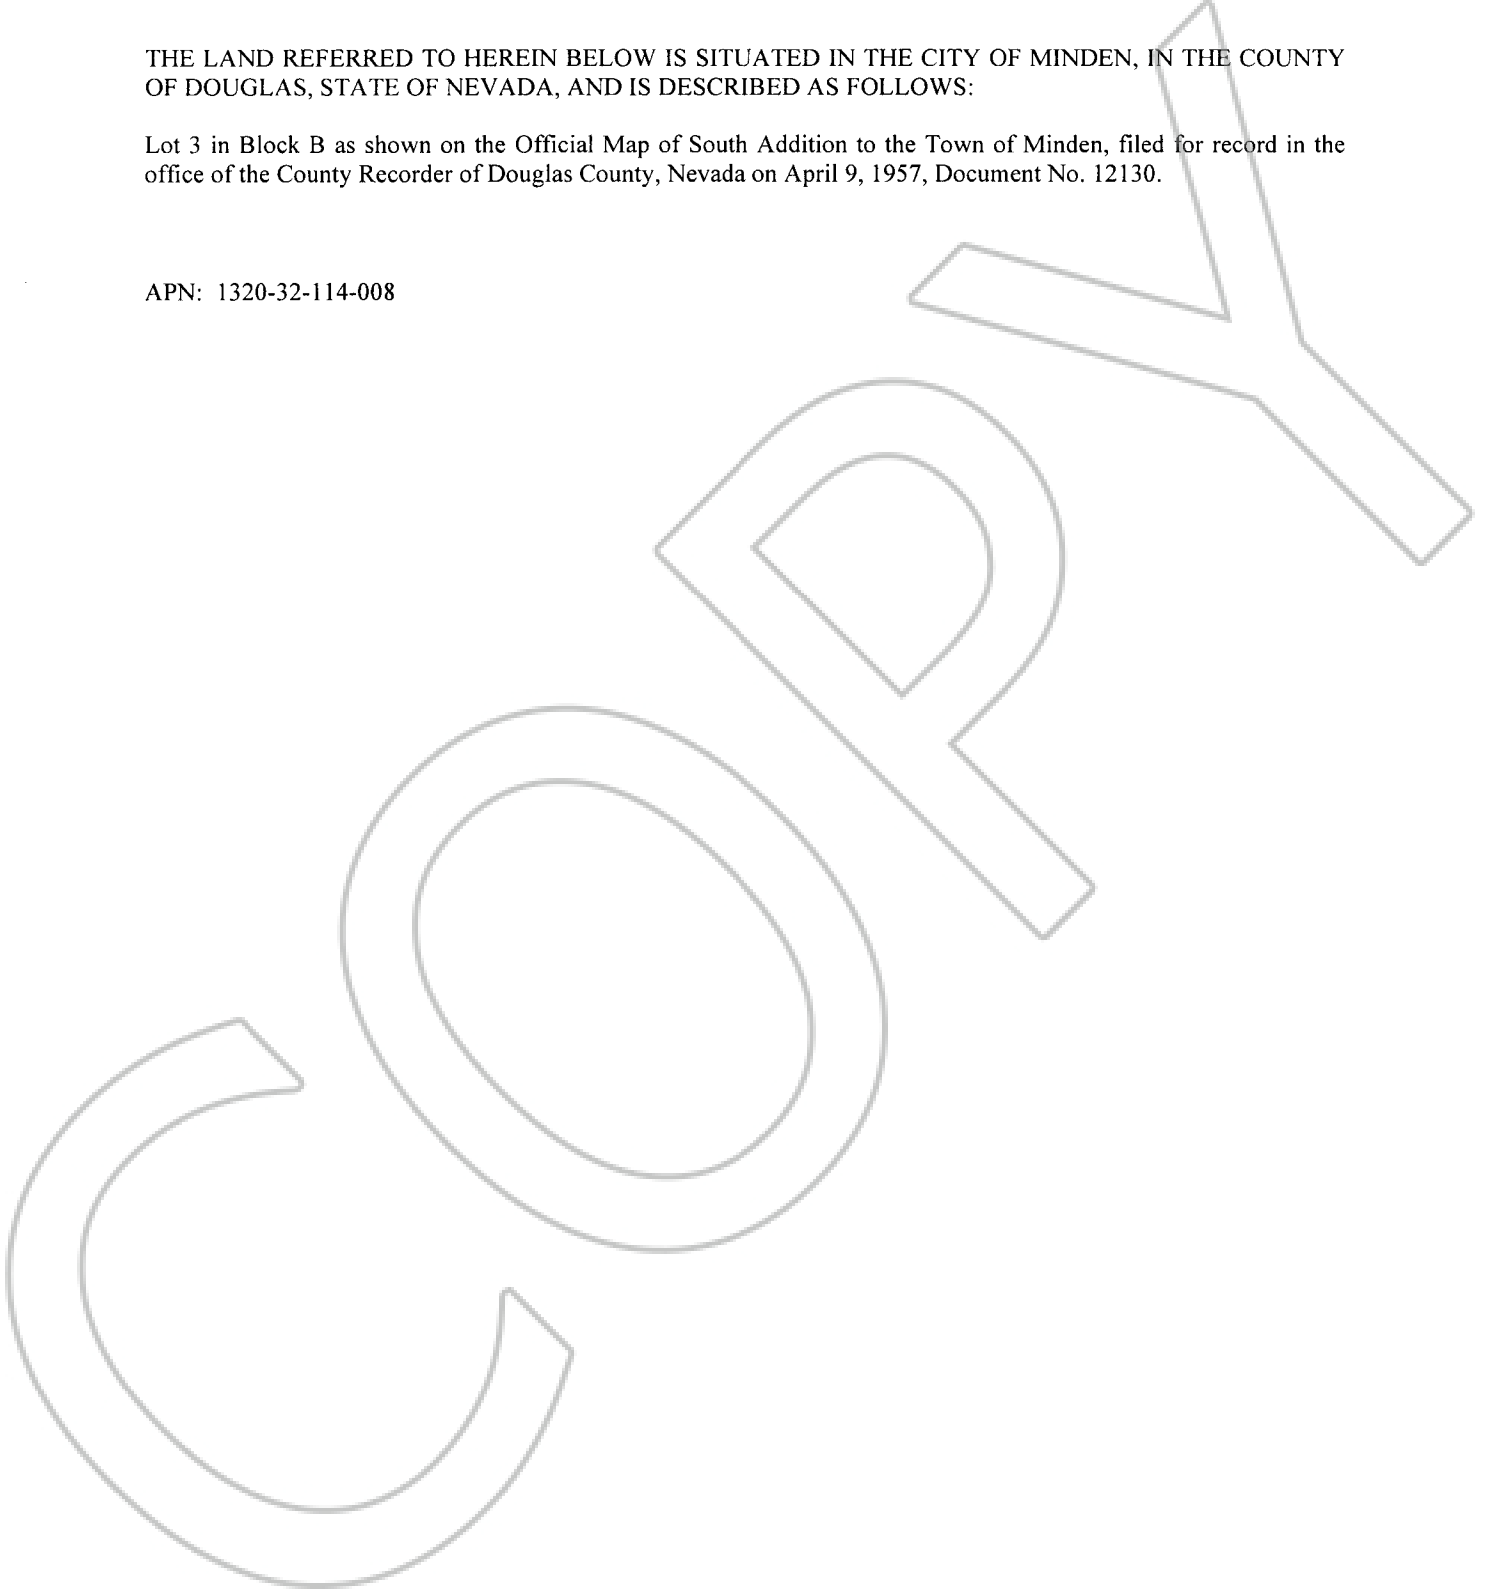 THE LAND REFERRED TO HEREIN BELOW IS SITUATED IN THE CITY OF MINDEN, IN THE COUNTY
OF DOUGLAS, STATE OF NEVADA, AND IS DESCRIBED AS FOLLOWS:
Lot 3 in Block B as shown on the Official Map of South Addition to the Town of Minden, filed for record in the
office of the County Recorder of Douglas County, Nevada on April 9, 1957, Document No. 12130.
APN: 1320-32-114-008
COPY